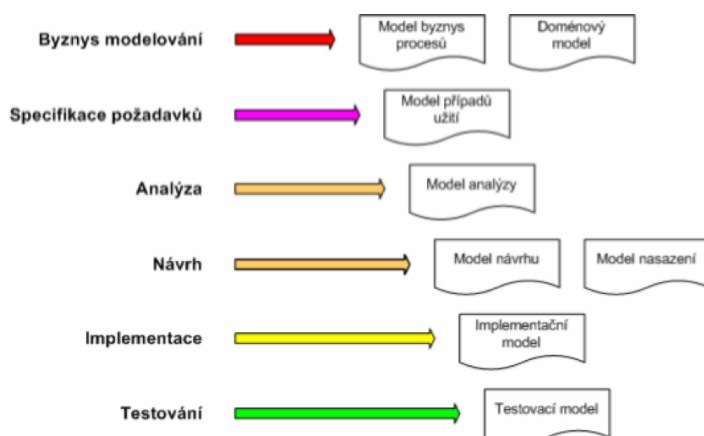 Byznys modelování
Model byznys
procesů
Doménový
model
Specifikace požadavků
Model případů
užití
Analýza
Model analýzy
Návrh
Model návrhu
Model nasazení
Implementace
Implementační
model
Testování
Testovací model